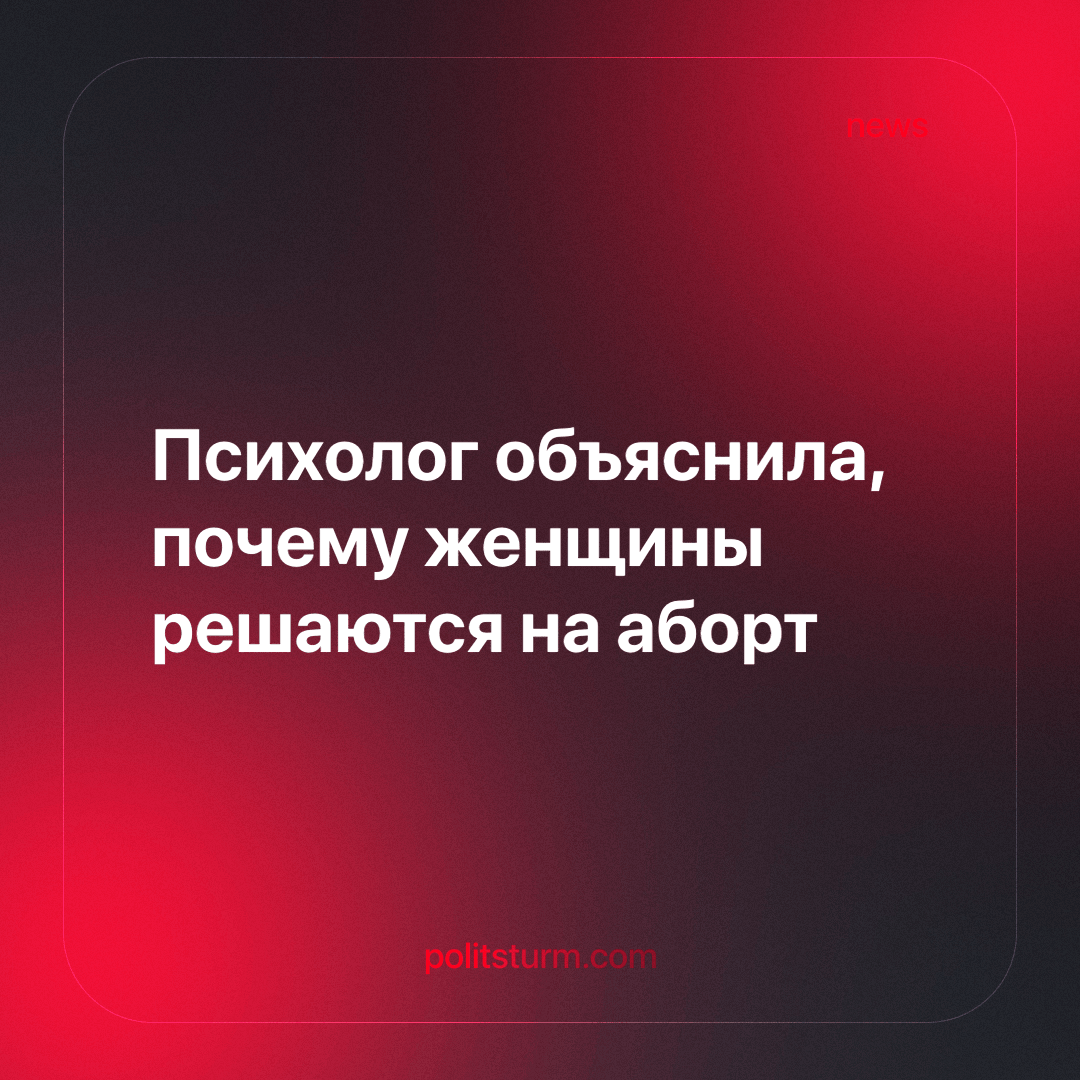 news
Психолог объяснила,
почему женщины
решаются на аборт
politsturm.com